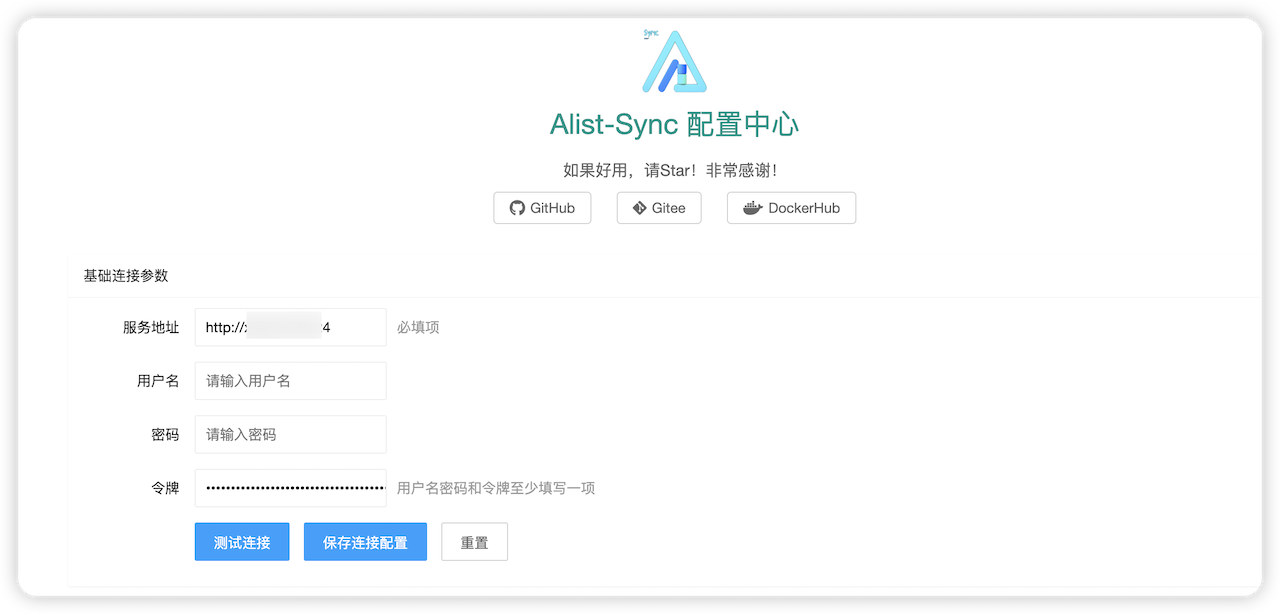 Sync
Alist-Sync 配置中心
如果好用，请Star！非常感谢！
GitHub Gitee DockerHub
基础连接参数
服务地址 http:// 4 必填项
用户名 请输入用户名
密码 请输入密码
令牌 ••••••••••••••••••••••••••••••••••• 用户名密码和令牌至少填写一项
测试连接 保存连接配置 重置